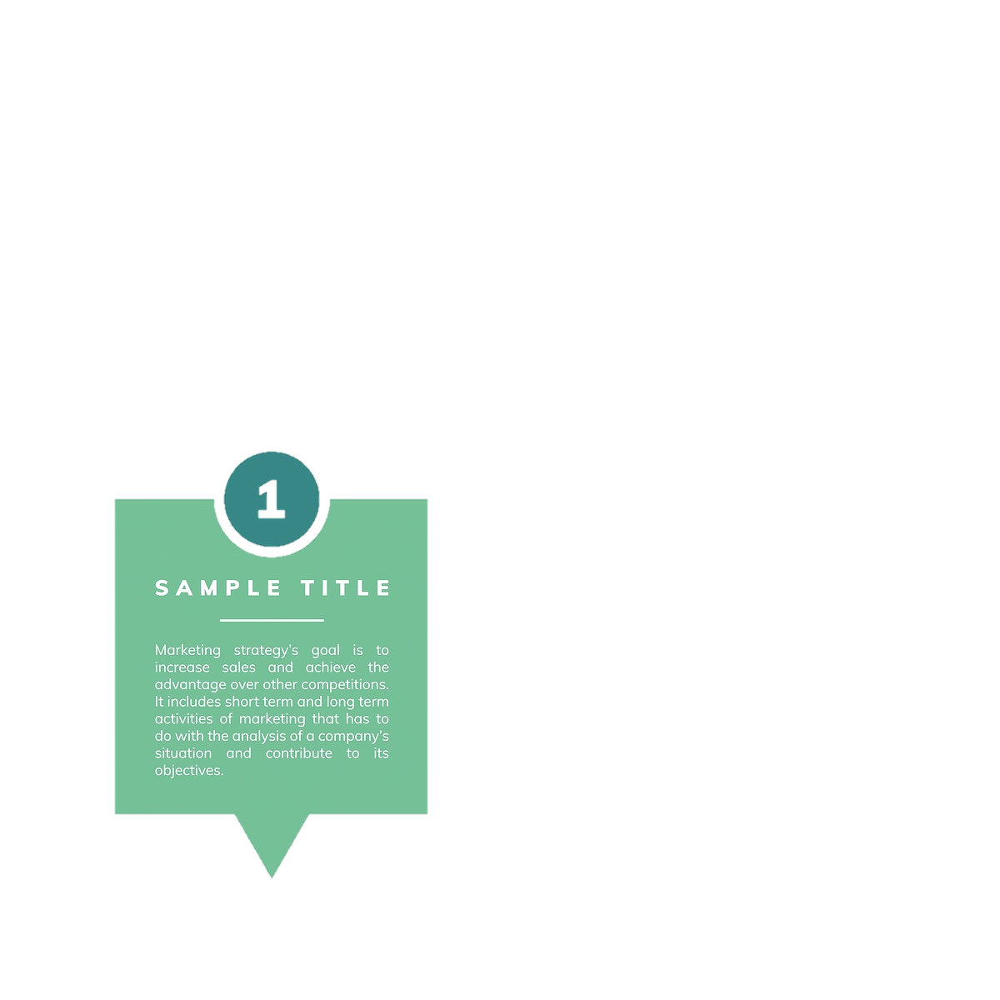 1
SAMPLE TITLE
Marketing strategy's goal is to
increase sales and achieve the
advantage over other competitions.
It includes short term and long term
activities of marketing that has to
do with the analysis of a company's
situation and contribute to its
objectives.